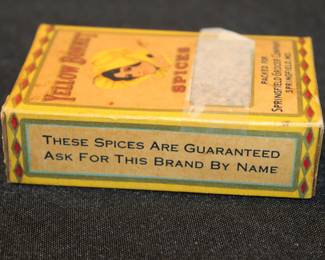 YELLOW BONNET
SPICES
PACKED FOR
SPRINGFIELD GROCER COMPANY
SPRINGFIELD, MO.
THESE SPICES ARE GUARANTEED
ASK FOR THIS BRAND BY NAME